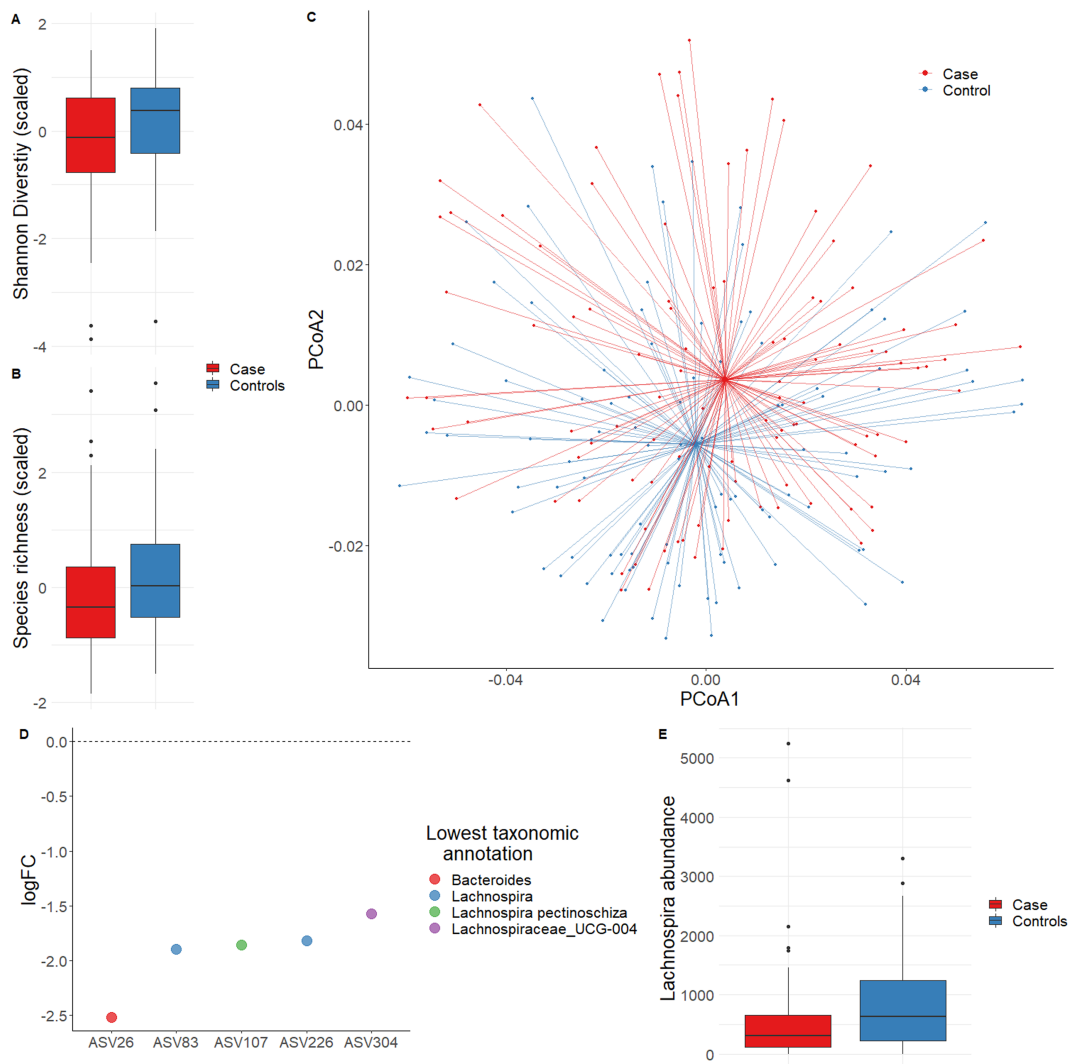 A
2
0
-2
-4
Shannon Diverstiy (scaled)
B
2
0
-2
Species richness (scaled)
Case
Controls
C
Case
Control
0.04
0.02
0.00
-0.02
PCoA2
-0.04
0.00
0.04
PCoA1
D
0.0
-0.5
-1.0
-1.5
-2.0
-2.5
logFC
ASV26
ASV83
ASV107
ASV226
ASV304
Lowest taxonomic
annotation
Bacteroides
Lachnospira
Lachnospira pectinoschiza
Lachnospiraceae_UCG-004
E
5000
4000
3000
2000
1000
0
Lachnospira abundance
Case
Controls